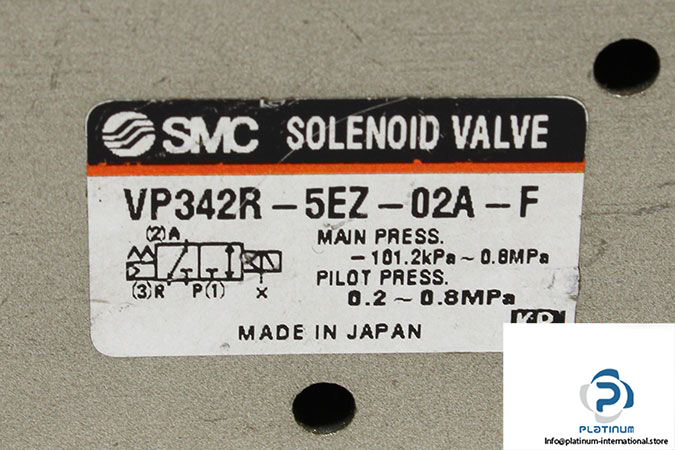 SMC SOLENOID VALVE
VP342R-5EZ-02A-F
(2)A
(3)R P(1) X
MAIN PRESS.
-101.2kPa~0.8MPa
PILOT PRESS.
0.2~0.8MPa
MADE IN JAPAN
KP
PLATINUM
Info@platinum-international.store